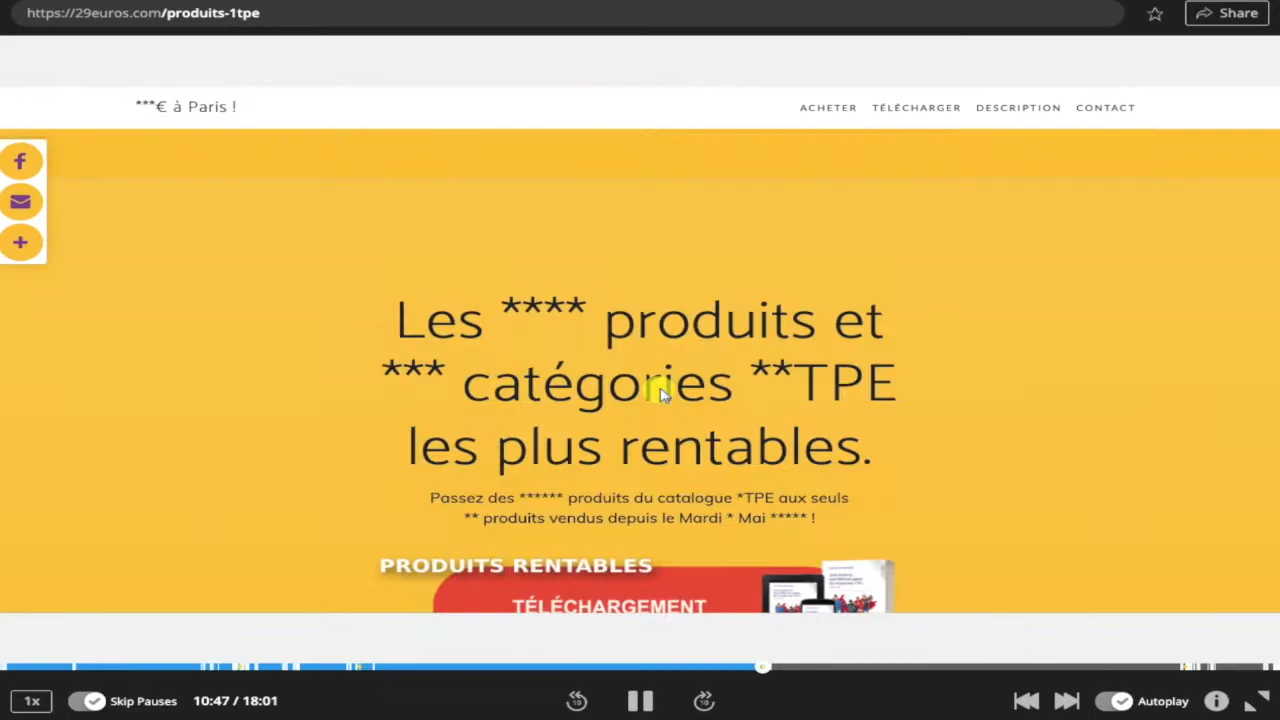 https://29euros.com/produits-1tpe
Share
***€ à Paris !
ACHETER TÉLÉCHARGER DESCRIPTION CONTACT
Les **** produits et
*** catégories **TPE
les plus rentables.
Passez des ****** produits du catalogue *TPE aux seuls
** produits vendus depuis le Mardi * Mai ***** !
PRODUITS RENTABLES
TÉLÉCHARGEMENT
1x Skip Pauses 10:47 / 18:01 10 10 Autoplay